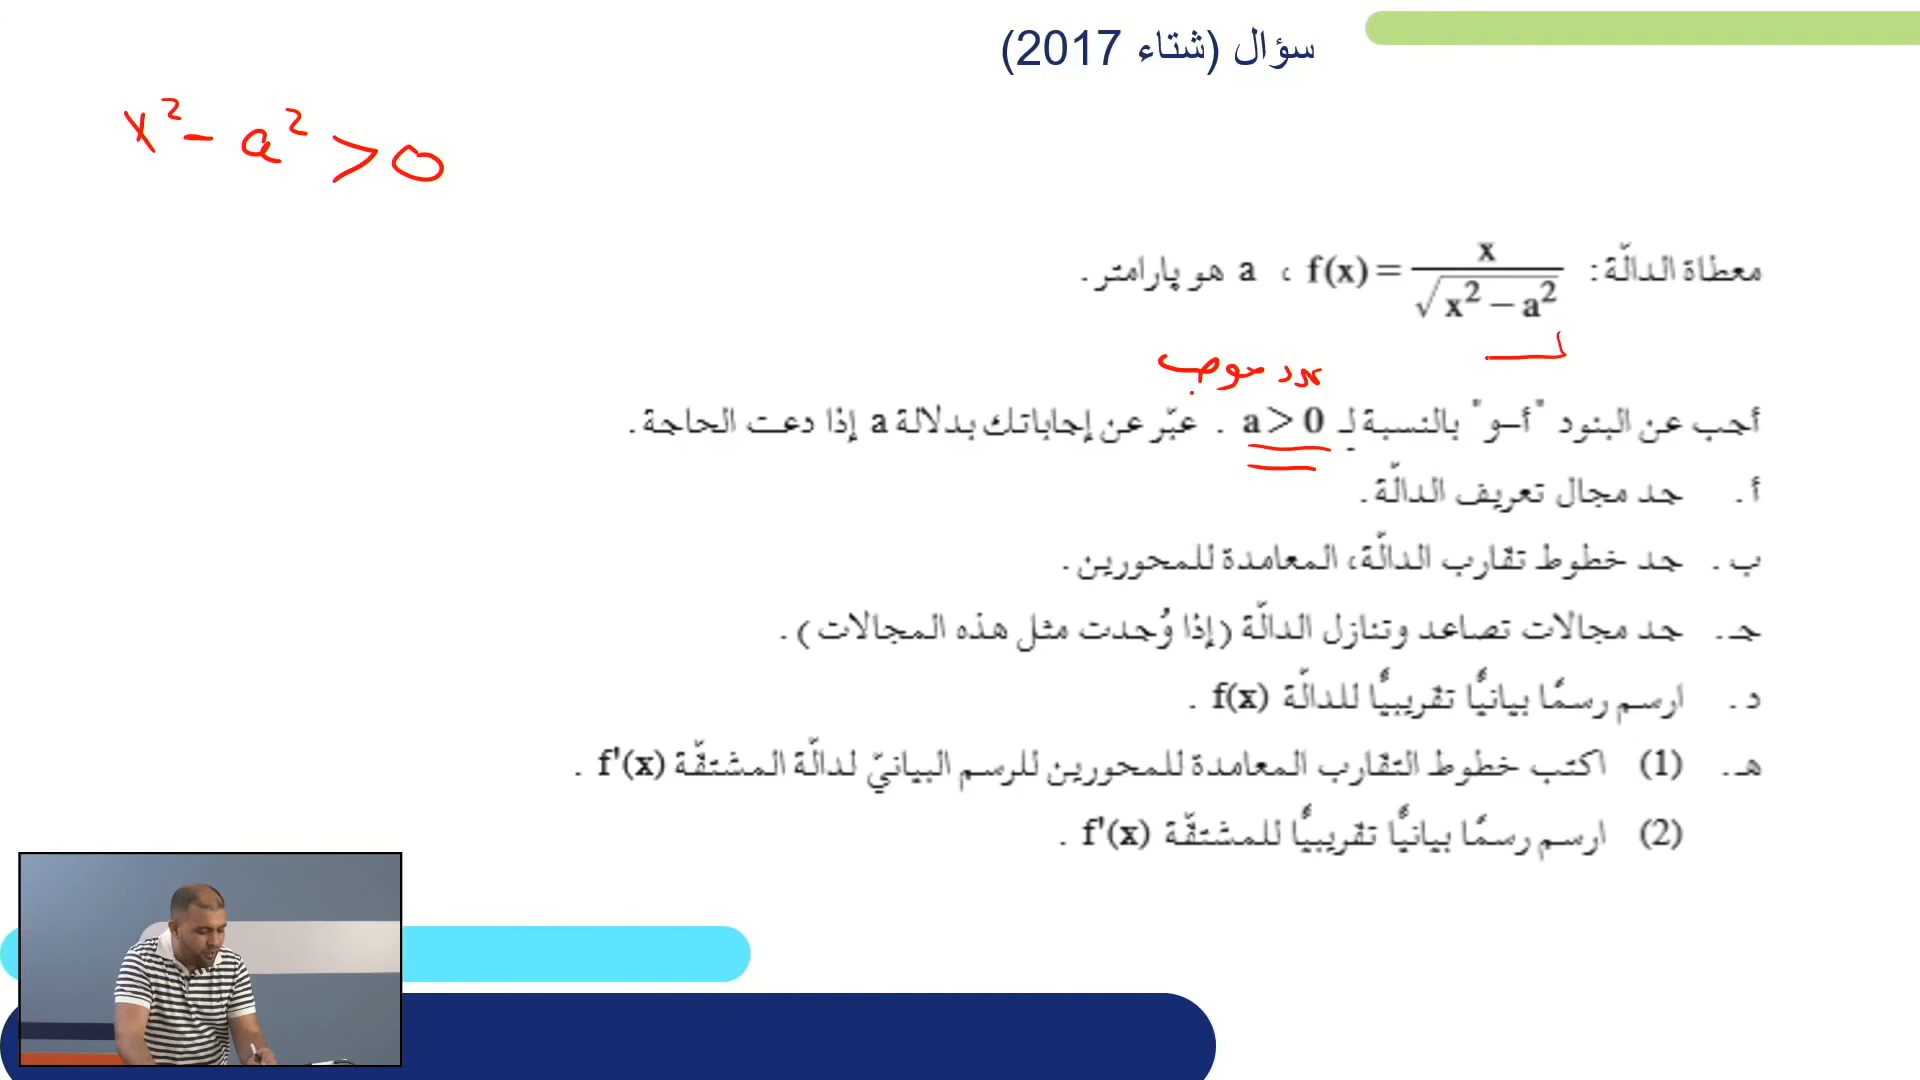 سؤال (شتاء 2017)
x² - a² > 0
معطاة الدالّة: f(x) = x / √(x² − a²) ، a هو پارامتر.
عدد موجب
أجب عن البنود "أ-و" بالنسبة لـ a > 0 . عبّر عن إجاباتك بدلالة a إذا دعت الحاجة.
أ. جد مجال تعريف الدالّة.
ب. جد خطوط تقارب الدالّة، المعامدة للمحورين.
جـ. جد مجالات تصاعد وتنازل الدالّة (إذا وُجدت مثل هذه المجالات).
د. ارسم رسمًا بيانيًّا تقريبيًّا للدالّة f(x) .
هـ. (1) اكتب خطوط التقارب المعامدة للمحورين للرسم البيانيّ لدالّة المشتقّة f'(x) .
(2) ارسم رسمًا بيانيًّا تقريبيًّا للمشتقّة f'(x) .